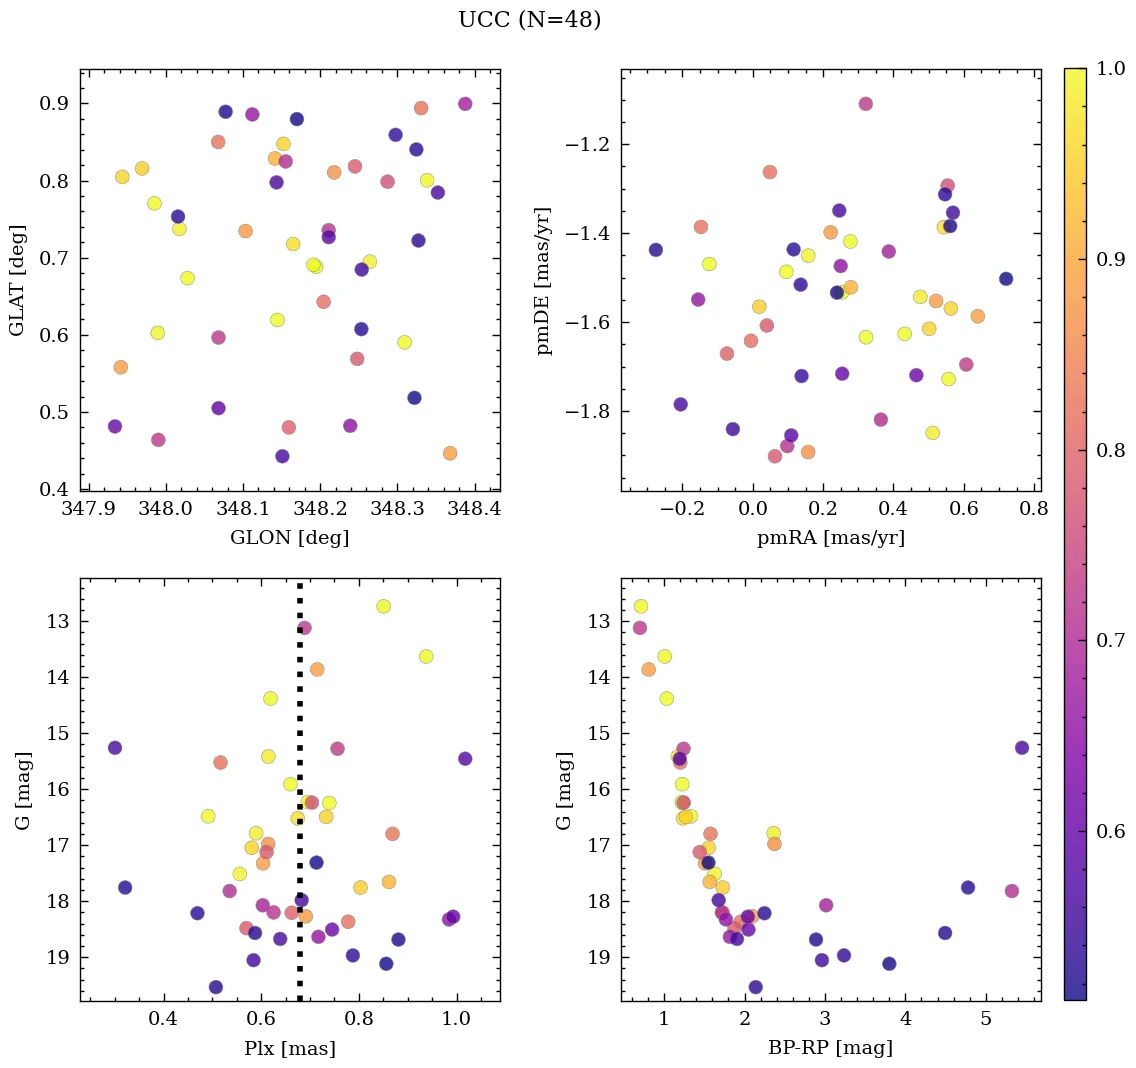 UCC (N=48)
0.9
0.8
0.7
0.6
0.5
0.4
GLAT [deg]
347.9 348.0 348.1 348.2 348.3 348.4
GLON [deg]
−1.2
−1.4
−1.6
−1.8
pmDE [mas/yr]
−0.2 0.0 0.2 0.4 0.6 0.8
pmRA [mas/yr]
13
14
15
16
17
18
19
G [mag]
0.4 0.6 0.8 1.0
Plx [mas]
13
14
15
16
17
18
19
G [mag]
1 2 3 4 5
BP-RP [mag]
1.0
0.9
0.8
0.7
0.6